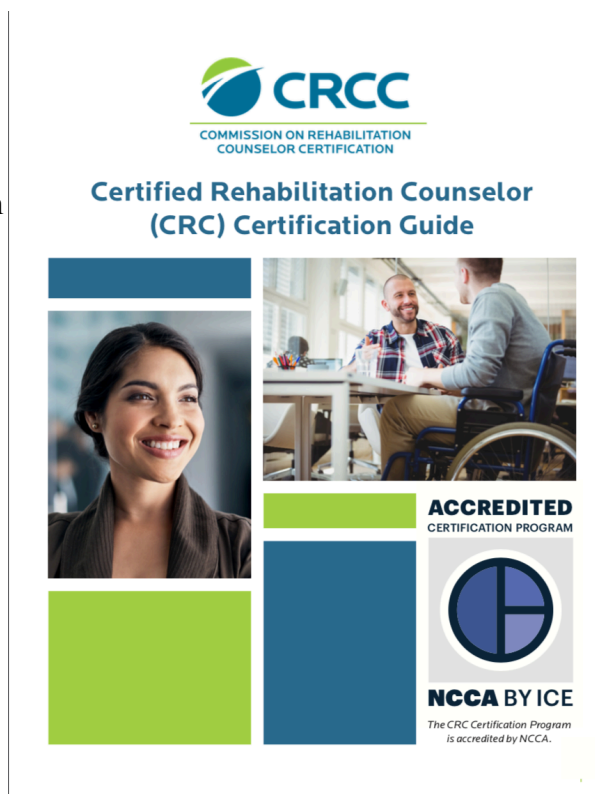 CRCC
COMMISSION ON REHABILITATION
COUNSELOR CERTIFICATION
Certified Rehabilitation Counselor
(CRC) Certification Guide
ACCREDITED
CERTIFICATION PROGRAM
NCCA BY ICE
The CRC Certification Program
is accredited by NCCA.